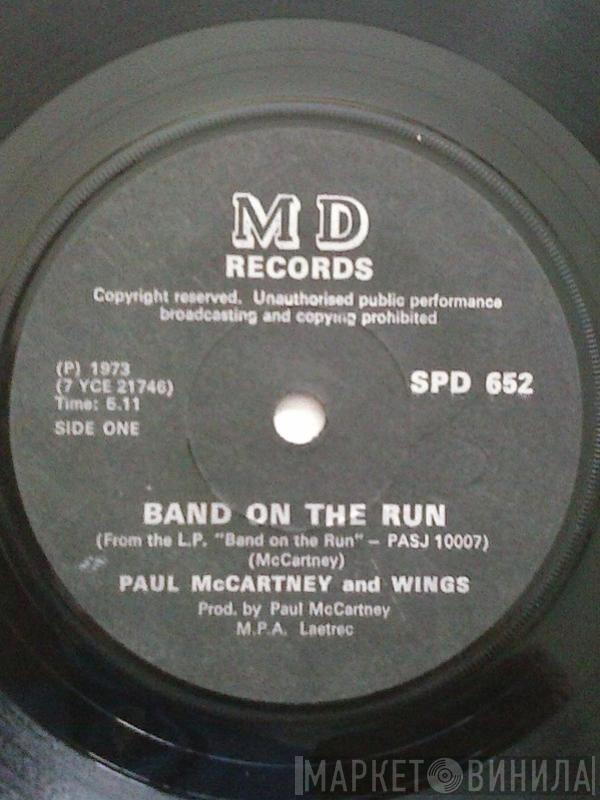 MD
RECORDS
Copyright reserved. Unauthorised public performance
broadcasting and copying prohibited
(P) 1973
(7 YCE 21746)
Time: 5.11
SIDE ONE
SPD 652
BAND ON THE RUN
(From the L.P. "Band on the Run" – PASJ 10007)
(McCartney)
PAUL McCARTNEY and WINGS
Prod. by Paul McCartney
M.P.A. Laetrec
МАРКЕТ ВИНИЛА